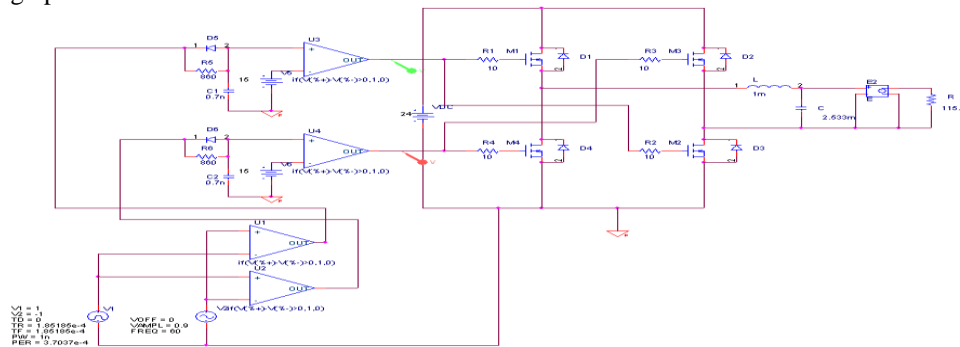 D5
1
2
R5
860
C1
0.7n
15
V5
U3
OUT
if(V(%+)-V(%-)>0,1,0)
D6
1
2
R6
860
C2
0.7n
15
V6
U4
OUT
if(V(%+)-V(%-)>0,1,0)
24
VDC
R1
10
M1
D1
R3
10
M3
D2
R4
10
M4
D4
R2
10
M2
D3
1
L
2
1m
C
2.533m
E2
E
R
115.
U1
OUT
if(V(%+)-V(%-)>0,1,0)
U2
OUT
if(V(%+)-V(%-)>0,1,0)
V1 = 1
V2 = -1
TD = 0
TR = 1.85185e-4
TF = 1.85185e-4
PW = 1n
PER = 3.7037e-4
V1
VOFF = 0
VAMPL = 0.9
FREQ = 60